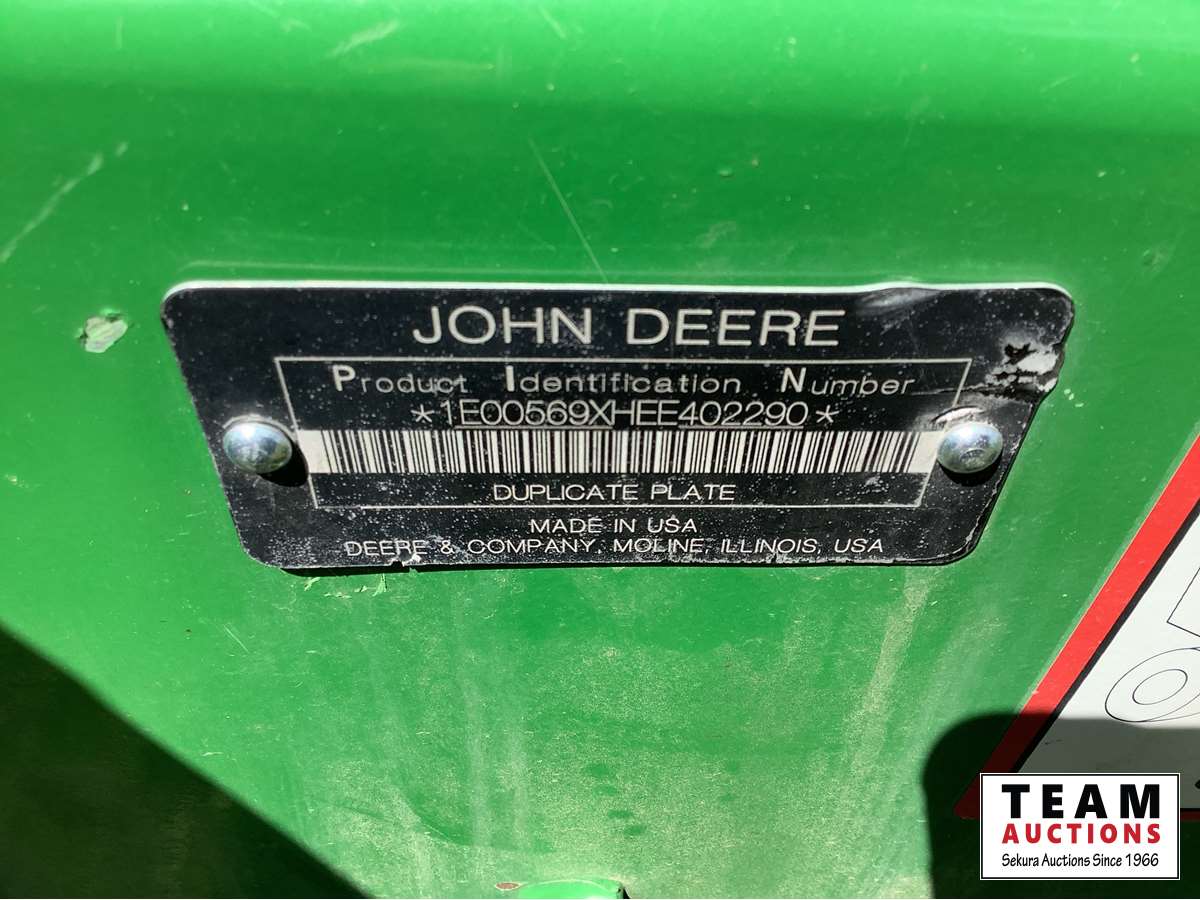 JOHN DEERE
Product Identification Number
*1E00569XHEE402290*
DUPLICATE PLATE
MADE IN USA
DEERE & COMPANY, MOLINE, ILLINOIS, USA
TEAM
AUCTIONS
Sekura Auctions Since 1966